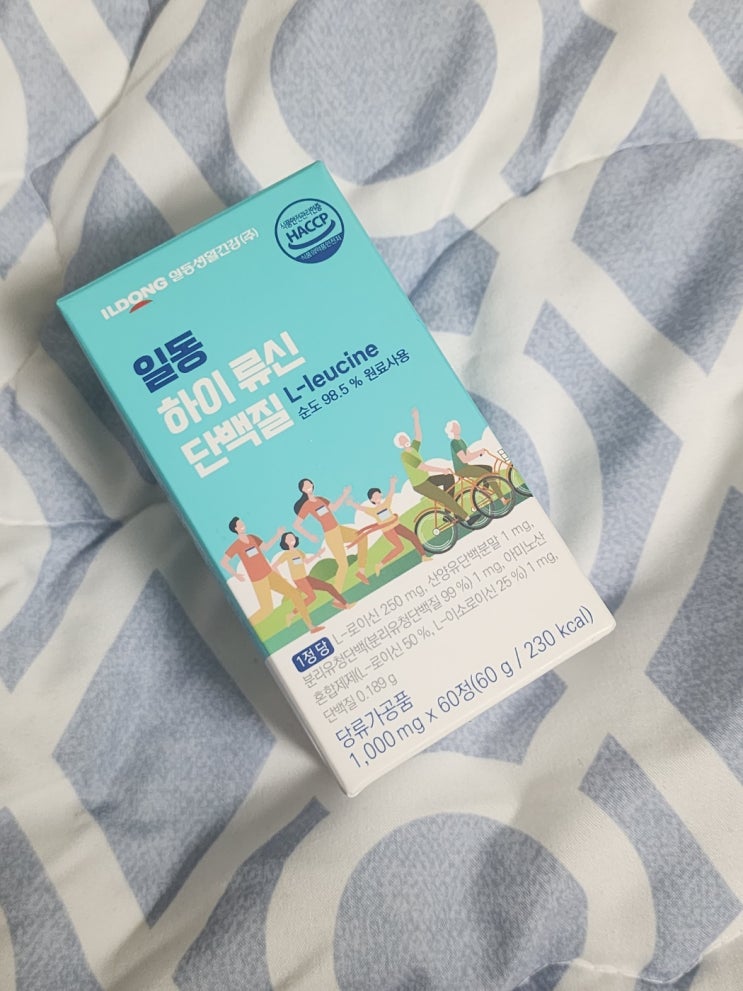 ILDONG 일동생활건강(주)
식품안전관리인증
HACCP
식품의약품안전처
일동
하이 류신
단백질
L-leucine
순도 98.5% 원료사용
1정당 L-로이신 250 mg, 산양유단백분말 1 mg,
분리유청단백(분리유청단백질 99 %) 1 mg, 아미노산
혼합제제(L-로이신 50 %, L-이소로이신 25 %) 1 mg,
단백질 0.189 g
당류가공품
1,000 mg x 60정(60 g / 230 kcal)